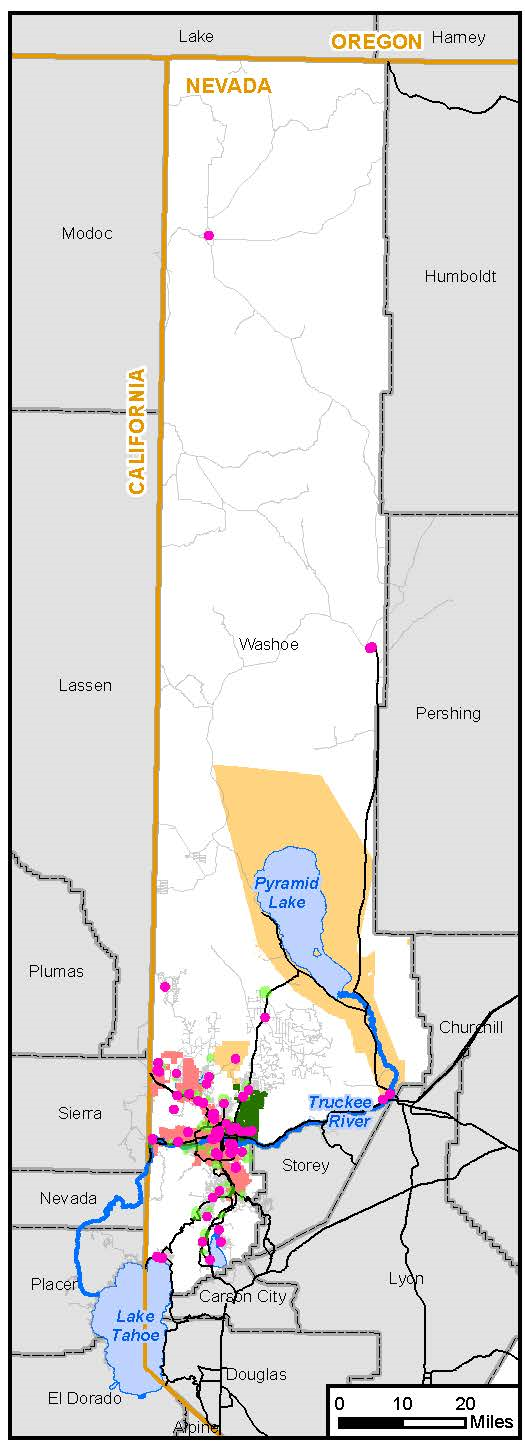 Lake
OREGON
Harney
NEVADA
Modoc
Humboldt
CALIFORNIA
Washoe
Lassen
Pershing
Pyramid
Lake
Plumas
Churchill
Sierra
Truckee
River
Storey
Nevada
Placer
Lyon
Carson City
Lake
Tahoe
Douglas
El Dorado
Alpine
0 10 20
Miles